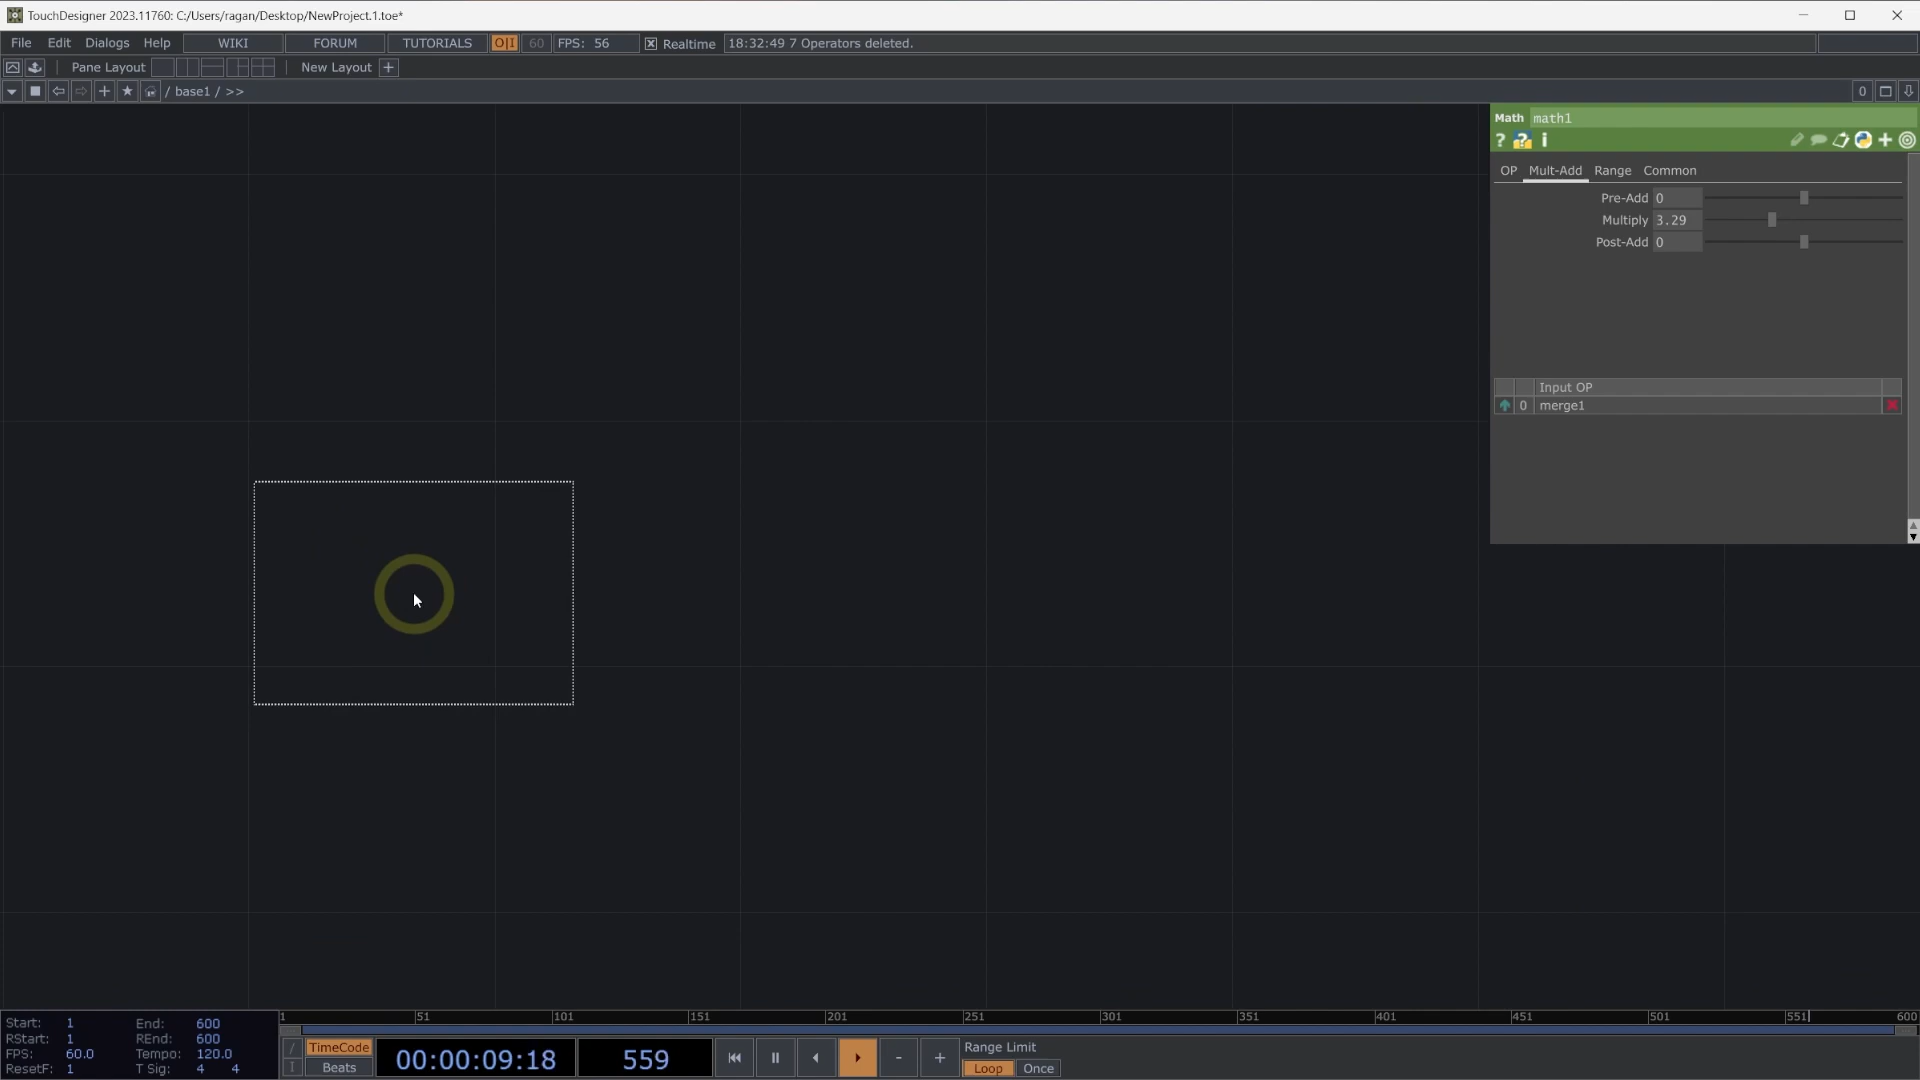 TouchDesigner 2023.11760: C:/Users/ragan/Desktop/NewProject.1.toe*
File Edit Dialogs Help WIKI FORUM TUTORIALS O|I 60 FPS: 56 Realtime 18:32:49 7 Operators deleted.
Pane Layout New Layout +
/ base1 / >> 0
Math math1
? ? i
OP Mult-Add Range Common
Pre-Add 0
Multiply 3.29
Post-Add 0
Input OP
0 merge1
1 51 101 151 201 251 301 351 401 451 501 551 600
Start: 1 End: 600
RStart: 1 REnd: 600
FPS: 60.0 Tempo: 120.0
ResetF: 1 T Sig: 4 4
/ TimeCode
I Beats
00:00:09:18 559 - +
Range Limit
Loop Once